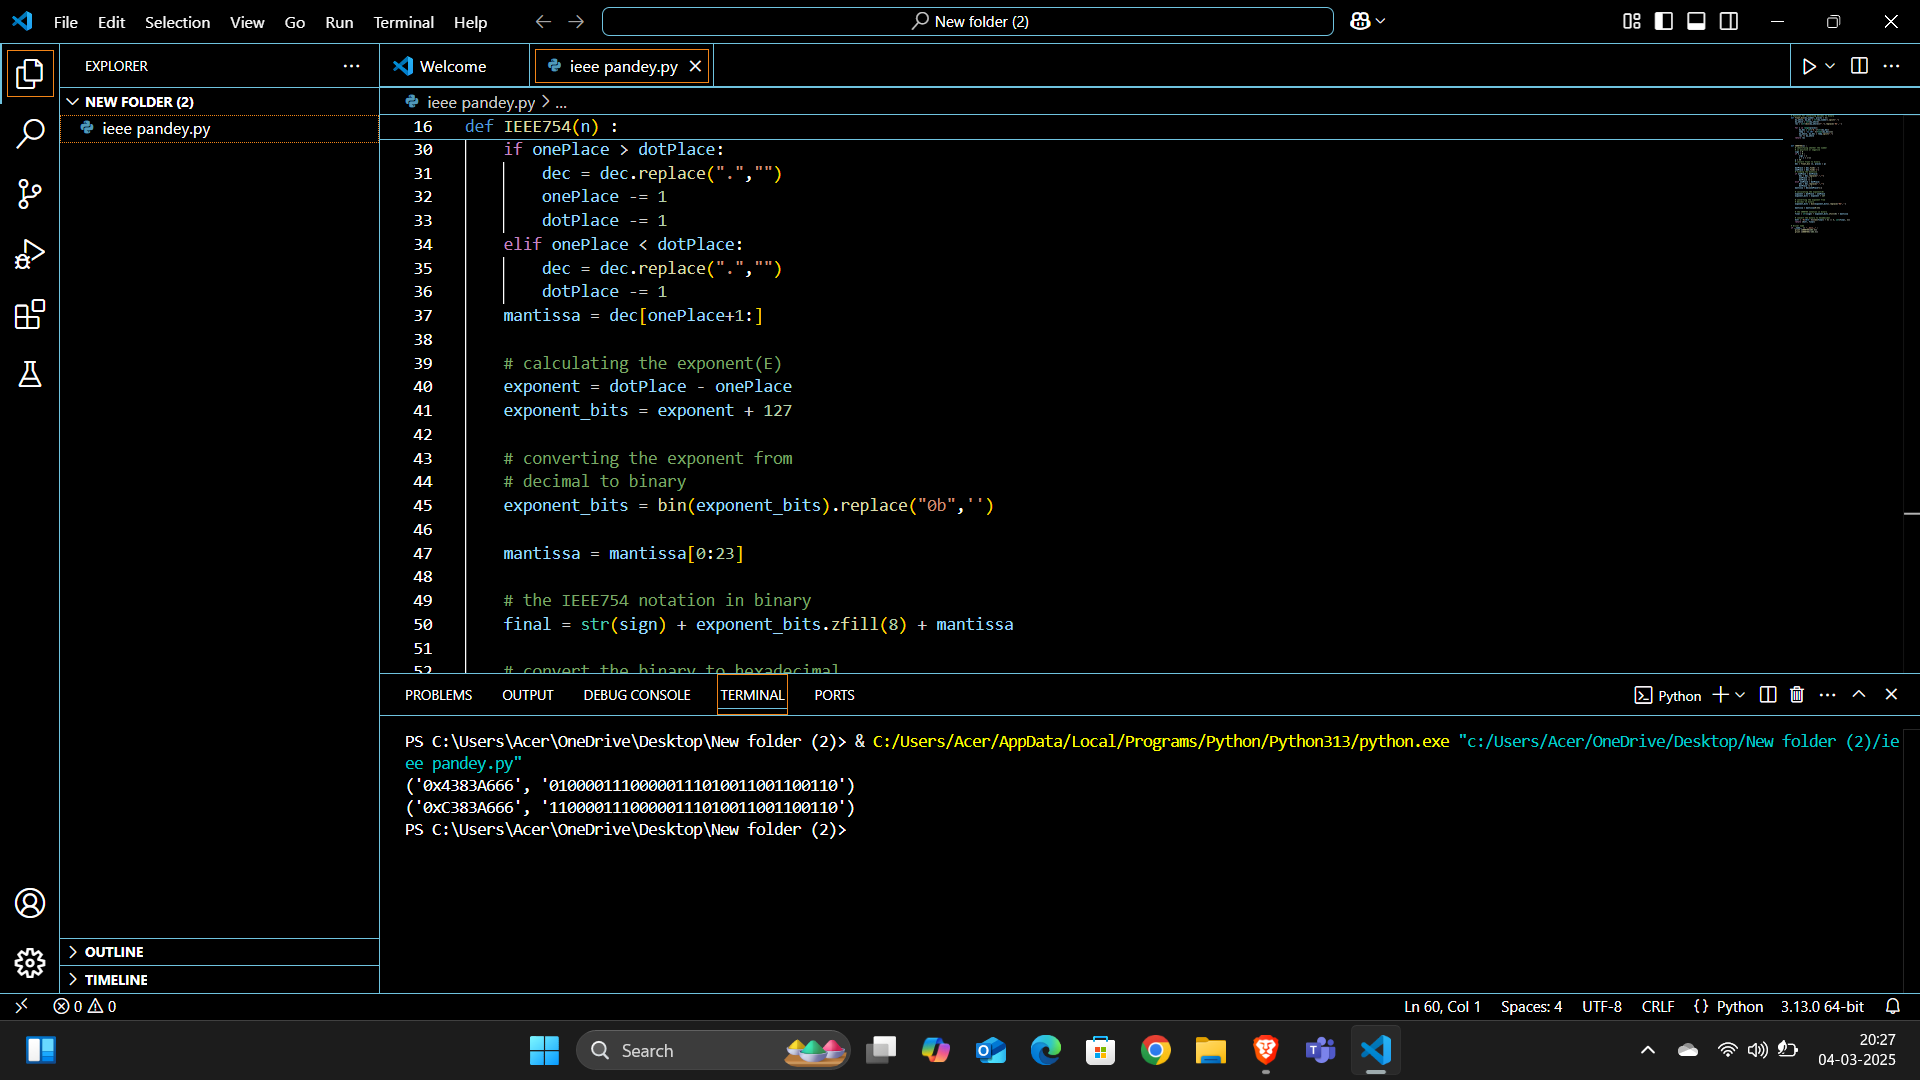 File Edit Selection View Go Run Terminal Help
New folder (2)
EXPLORER
NEW FOLDER (2)
ieee pandey.py
Welcome
ieee pandey.py
ieee pandey.py > ...
16 def IEEE754(n) :
30 if onePlace > dotPlace:
31 dec = dec.replace(".","")
32 onePlace -= 1
33 dotPlace -= 1
34 elif onePlace < dotPlace:
35 dec = dec.replace(".","")
36 dotPlace -= 1
37 mantissa = dec[onePlace+1:]
38
39 # calculating the exponent(E)
40 exponent = dotPlace - onePlace
41 exponent_bits = exponent + 127
42
43 # converting the exponent from
44 # decimal to binary
45 exponent_bits = bin(exponent_bits).replace("0b",'')
46
47 mantissa = mantissa[0:23]
48
49 # the IEEE754 notation in binary
50 final = str(sign) + exponent_bits.zfill(8) + mantissa
51
52 # convert the binary to hexadecimal
PROBLEMS OUTPUT DEBUG CONSOLE TERMINAL PORTS
Python
PS C:\Users\Acer\OneDrive\Desktop\New folder (2)> & C:/Users/Acer/AppData/Local/Programs/Python/Python313/python.exe "c:/Users/Acer/OneDrive/Desktop/New folder (2)/ie
ee pandey.py"
('0x4383A666', '01000011100000111010011001100110')
('0xC383A666', '11000011100000111010011001100110')
PS C:\Users\Acer\OneDrive\Desktop\New folder (2)>
OUTLINE
TIMELINE
0 0
Ln 60, Col 1 Spaces: 4 UTF-8 CRLF {} Python 3.13.0 64-bit
Search
20:27
04-03-2025